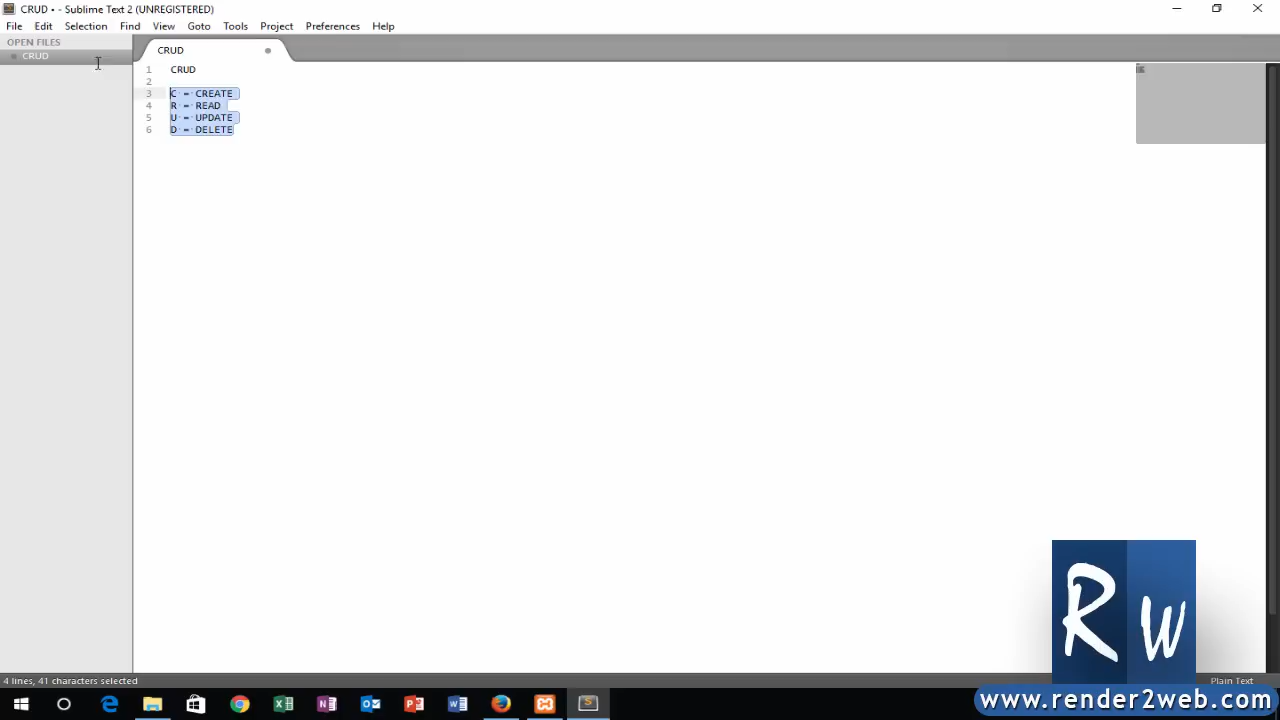 CRUD • - Sublime Text 2 (UNREGISTERED)
File Edit Selection View Find Goto Tools Project Preferences Help
OPEN FILES
CRUD
CRUD
1 CRUD
2
3 C = CREATE
4 R = READ
5 U = UPDATE
6 D = DELETE
RW
4 lines, 41 characters selected
Plain Text
www.render2web.com